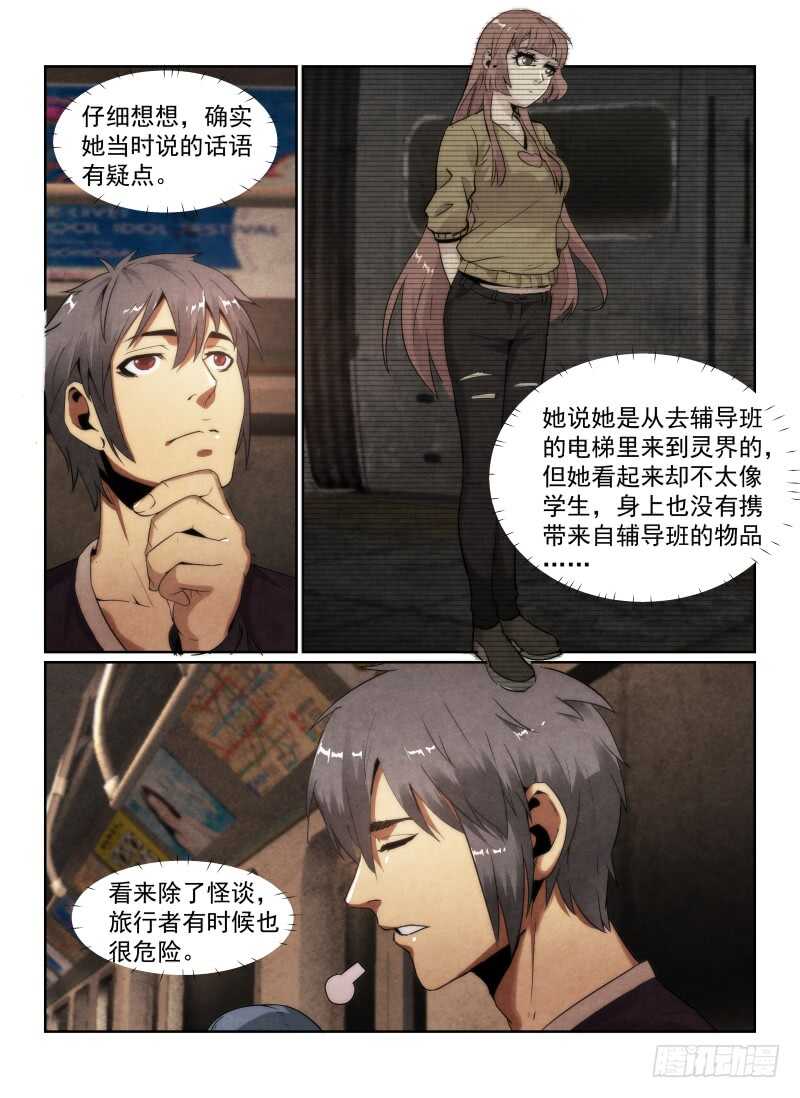 仔细想想，确实
她当时说的话语
有疑点。
LIVE!
OOL IDOL FESTIVAL
她说她是从去辅导班
的电梯里来到灵界的，
但她看起来却不太像
学生，身上也没有携
带来自辅导班的物品
……
看来除了怪谈，
旅行者有时候也
很危险。
腾讯动漫